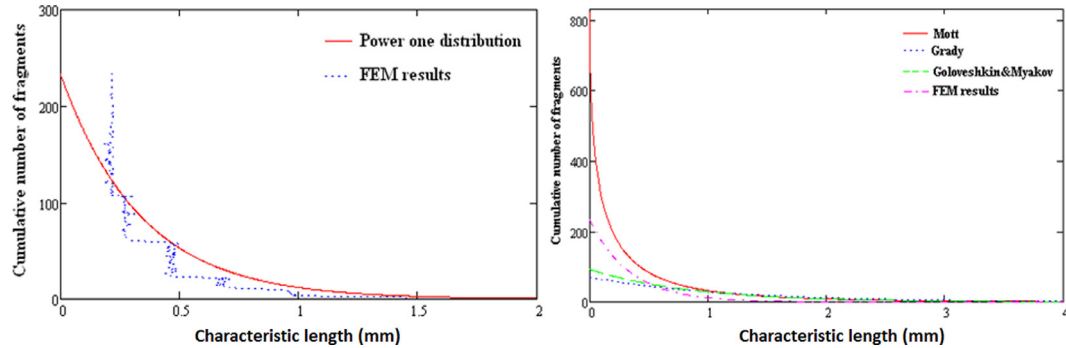 Cumulative number of fragments
300
200
100
0
0
0.5
1
1.5
2
Characteristic length (mm)
Power one distribution
FEM results
Cumulative number of fragments
800
600
400
200
0
0
1
2
3
4
Characteristic length (mm)
Mott
Grady
Goloveshkin&Myakov
FEM results